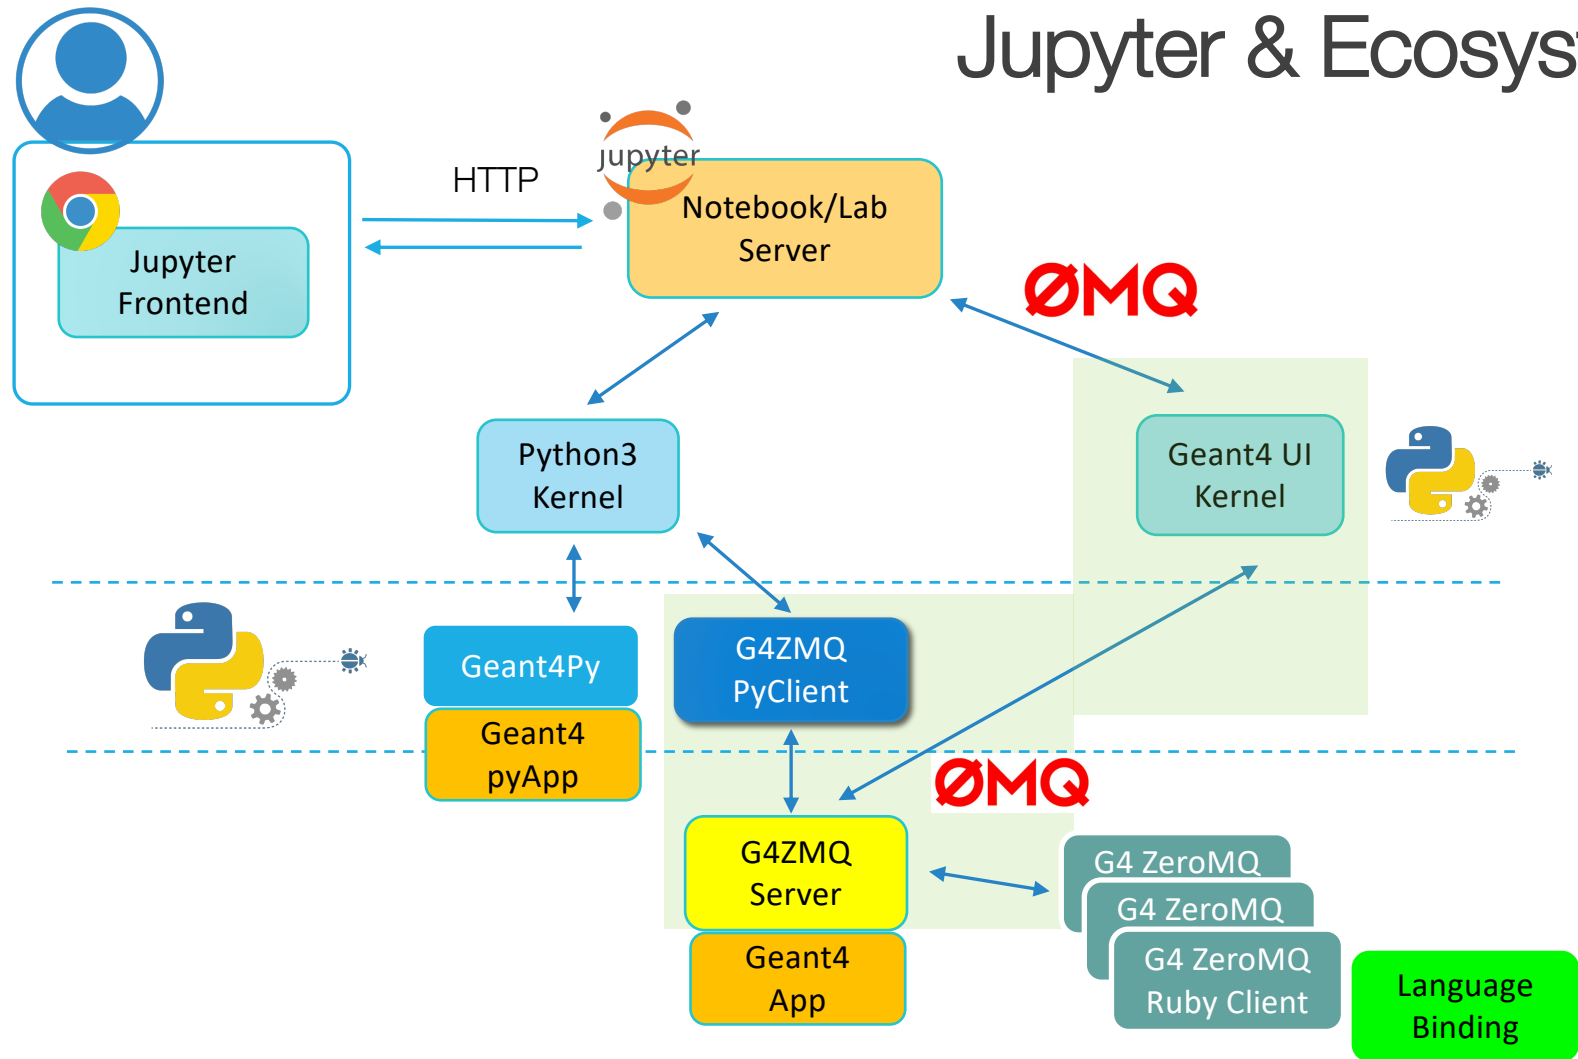 Jupyter & Ecosyst
jupyter
HTTP
Notebook/Lab
Server
Jupyter
Frontend
ØMQ
Python3
Kernel
Geant4 UI
Kernel
Geant4Py
G4ZMQ
PyClient
Geant4
pyApp
ØMQ
G4ZMQ
Server
G4 ZeroMQ
G4 ZeroMQ
G4 ZeroMQ
Ruby Client
Geant4
App
Language
Binding